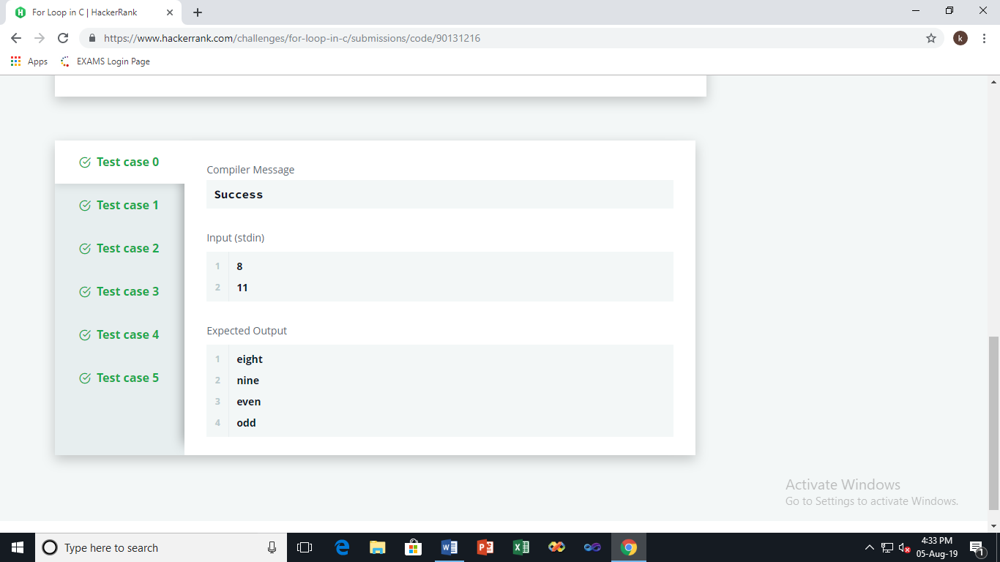 For Loop in C | HackerRank
https://www.hackerrank.com/challenges/for-loop-in-c/submissions/code/90131216
k
Apps
EXAMS Login Page
Test case 0
Test case 1
Test case 2
Test case 3
Test case 4
Test case 5
Compiler Message
Success
Input (stdin)
1 8
2 11
Expected Output
1 eight
2 nine
3 even
4 odd
Activate Windows
Go to Settings to activate Windows.
Type here to search
4:33 PM
05-Aug-19
1